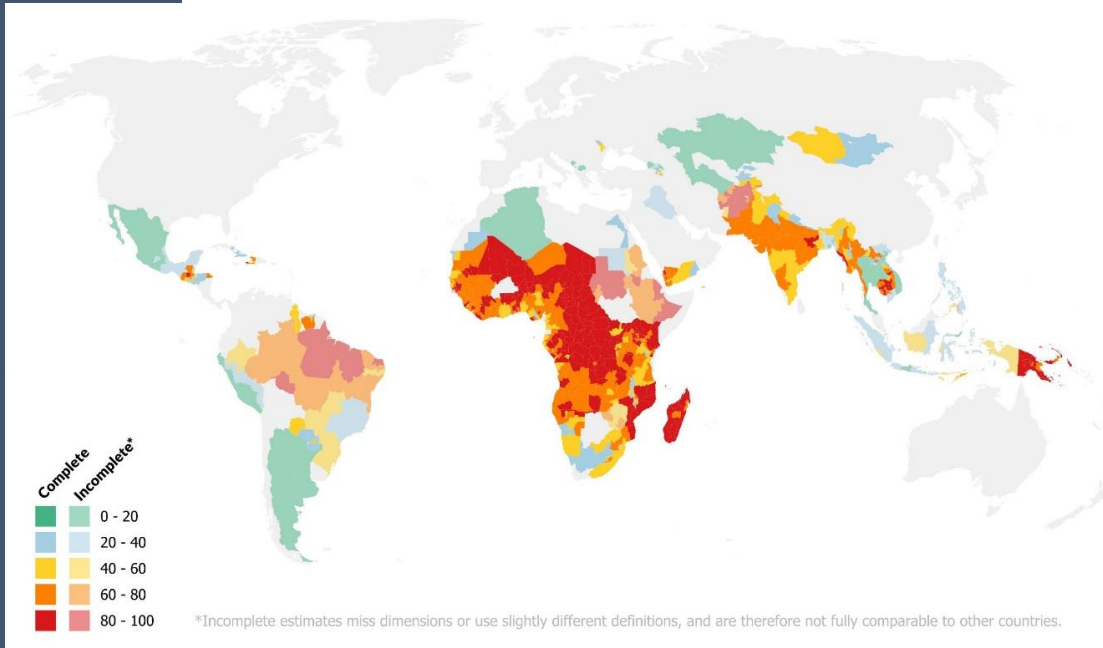 Complete
Incomplete*
0 - 20
20 - 40
40 - 60
60 - 80
80 - 100
*Incomplete estimates miss dimensions or use slightly different definitions, and are therefore not fully comparable to other countries.